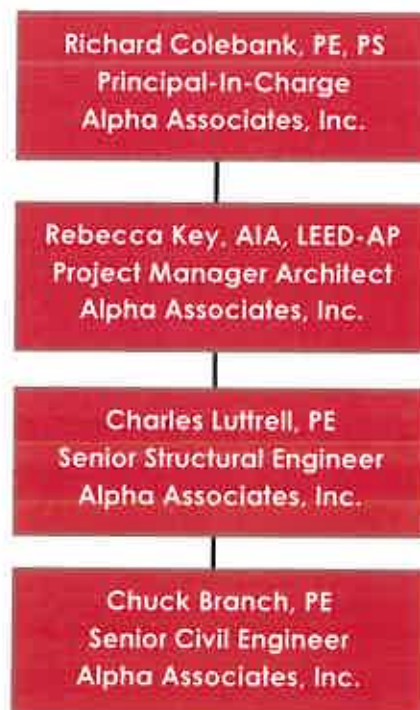 Richard Colebank, PE, PS
Principal-In-Charge
Alpha Associates, Inc.
Rebecca Key, AIA, LEED-AP
Project Manager Architect
Alpha Associates, Inc.
Charles Luttrell, PE
Senior Structural Engineer
Alpha Associates, Inc.
Chuck Branch, PE
Senior Civil Engineer
Alpha Associates, Inc.